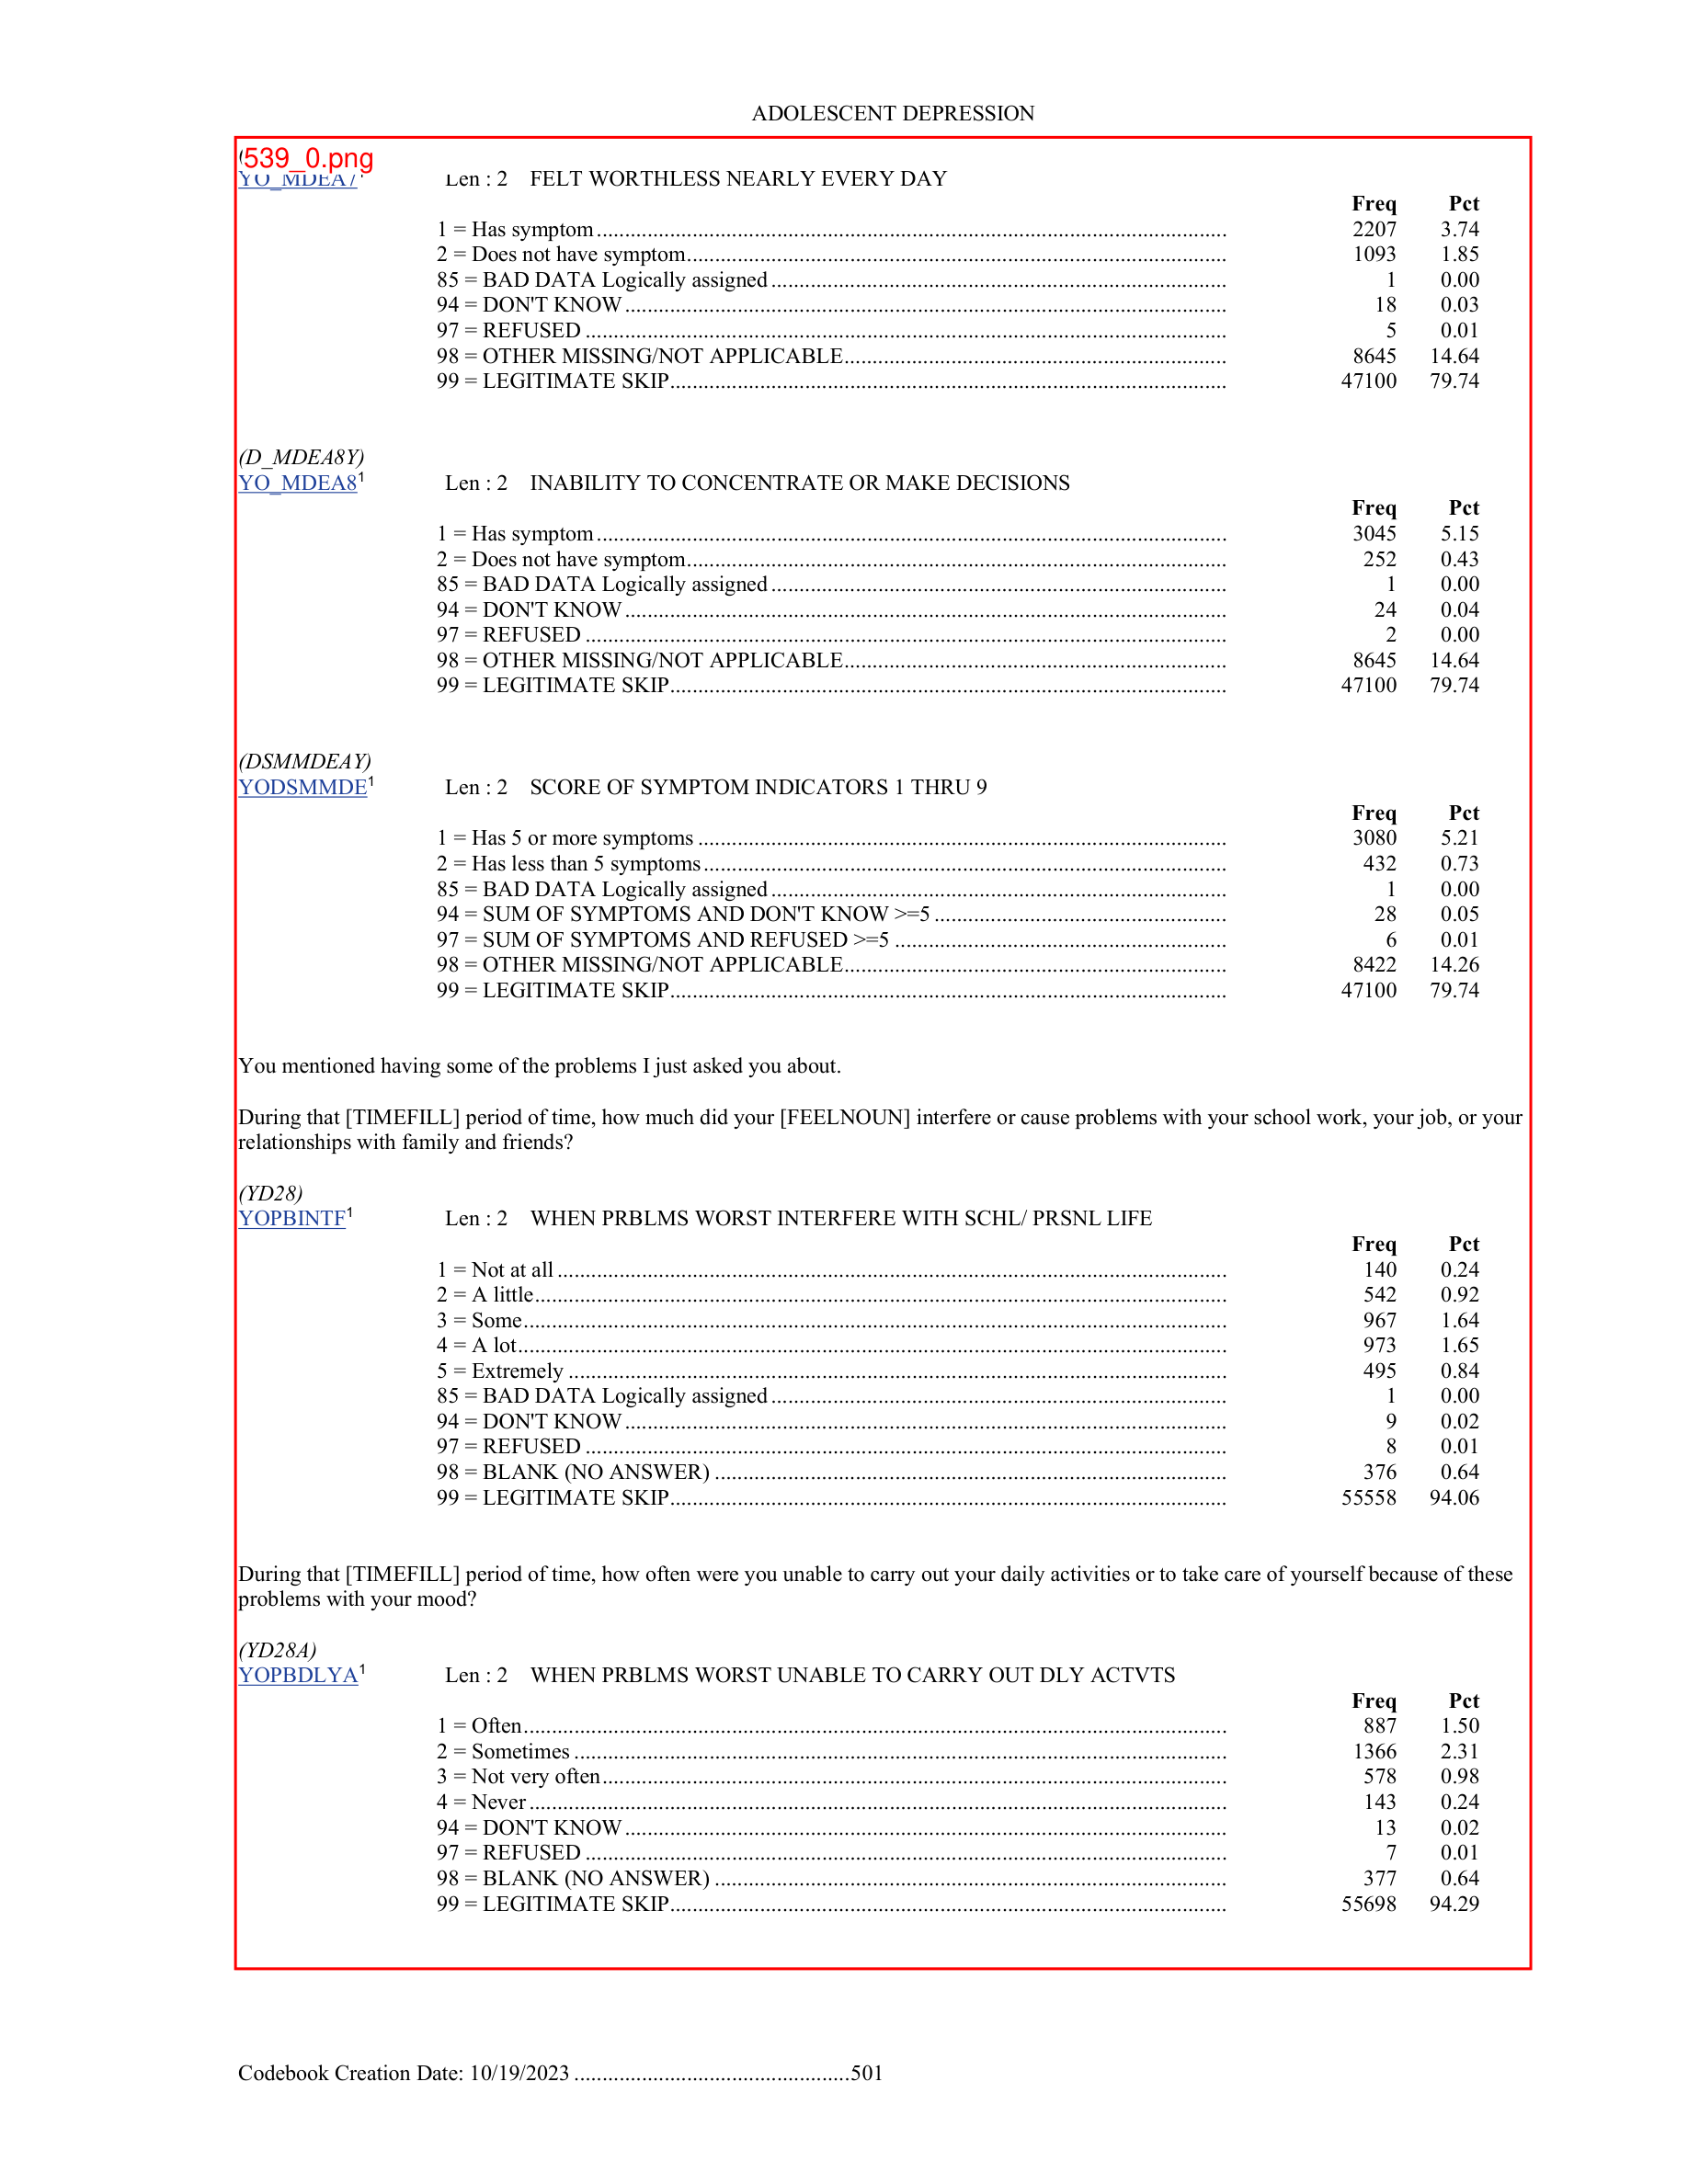 ADOLESCENT DEPRESSION
539_0.png
YO_MDEA7¹ Len : 2 FELT WORTHLESS NEARLY EVERY DAY
Freq Pct
1 = Has symptom 2207 3.74
2 = Does not have symptom 1093 1.85
85 = BAD DATA Logically assigned 1 0.00
94 = DON'T KNOW 18 0.03
97 = REFUSED 5 0.01
98 = OTHER MISSING/NOT APPLICABLE 8645 14.64
99 = LEGITIMATE SKIP 47100 79.74
(D_MDEA8Y)
YO_MDEA8¹ Len : 2 INABILITY TO CONCENTRATE OR MAKE DECISIONS
Freq Pct
1 = Has symptom 3045 5.15
2 = Does not have symptom 252 0.43
85 = BAD DATA Logically assigned 1 0.00
94 = DON'T KNOW 24 0.04
97 = REFUSED 2 0.00
98 = OTHER MISSING/NOT APPLICABLE 8645 14.64
99 = LEGITIMATE SKIP 47100 79.74
(DSMMDEAY)
YODSMMDE¹ Len : 2 SCORE OF SYMPTOM INDICATORS 1 THRU 9
Freq Pct
1 = Has 5 or more symptoms 3080 5.21
2 = Has less than 5 symptoms 432 0.73
85 = BAD DATA Logically assigned 1 0.00
94 = SUM OF SYMPTOMS AND DON'T KNOW >=5 28 0.05
97 = SUM OF SYMPTOMS AND REFUSED >=5 6 0.01
98 = OTHER MISSING/NOT APPLICABLE 8422 14.26
99 = LEGITIMATE SKIP 47100 79.74
You mentioned having some of the problems I just asked you about.
During that [TIMEFILL] period of time, how much did your [FEELNOUN] interfere or cause problems with your school work, your job, or your
relationships with family and friends?
(YD28)
YOPBINTF¹ Len : 2 WHEN PRBLMS WORST INTERFERE WITH SCHL/ PRSNL LIFE
Freq Pct
1 = Not at all 140 0.24
2 = A little 542 0.92
3 = Some 967 1.64
4 = A lot 973 1.65
5 = Extremely 495 0.84
85 = BAD DATA Logically assigned 1 0.00
94 = DON'T KNOW 9 0.02
97 = REFUSED 8 0.01
98 = BLANK (NO ANSWER) 376 0.64
99 = LEGITIMATE SKIP 55558 94.06
During that [TIMEFILL] period of time, how often were you unable to carry out your daily activities or to take care of yourself because of these
problems with your mood?
(YD28A)
YOPBDLYA¹ Len : 2 WHEN PRBLMS WORST UNABLE TO CARRY OUT DLY ACTVTS
Freq Pct
1 = Often 887 1.50
2 = Sometimes 1366 2.31
3 = Not very often 578 0.98
4 = Never 143 0.24
94 = DON'T KNOW 13 0.02
97 = REFUSED 7 0.01
98 = BLANK (NO ANSWER) 377 0.64
99 = LEGITIMATE SKIP 55698 94.29
Codebook Creation Date: 10/19/2023 501